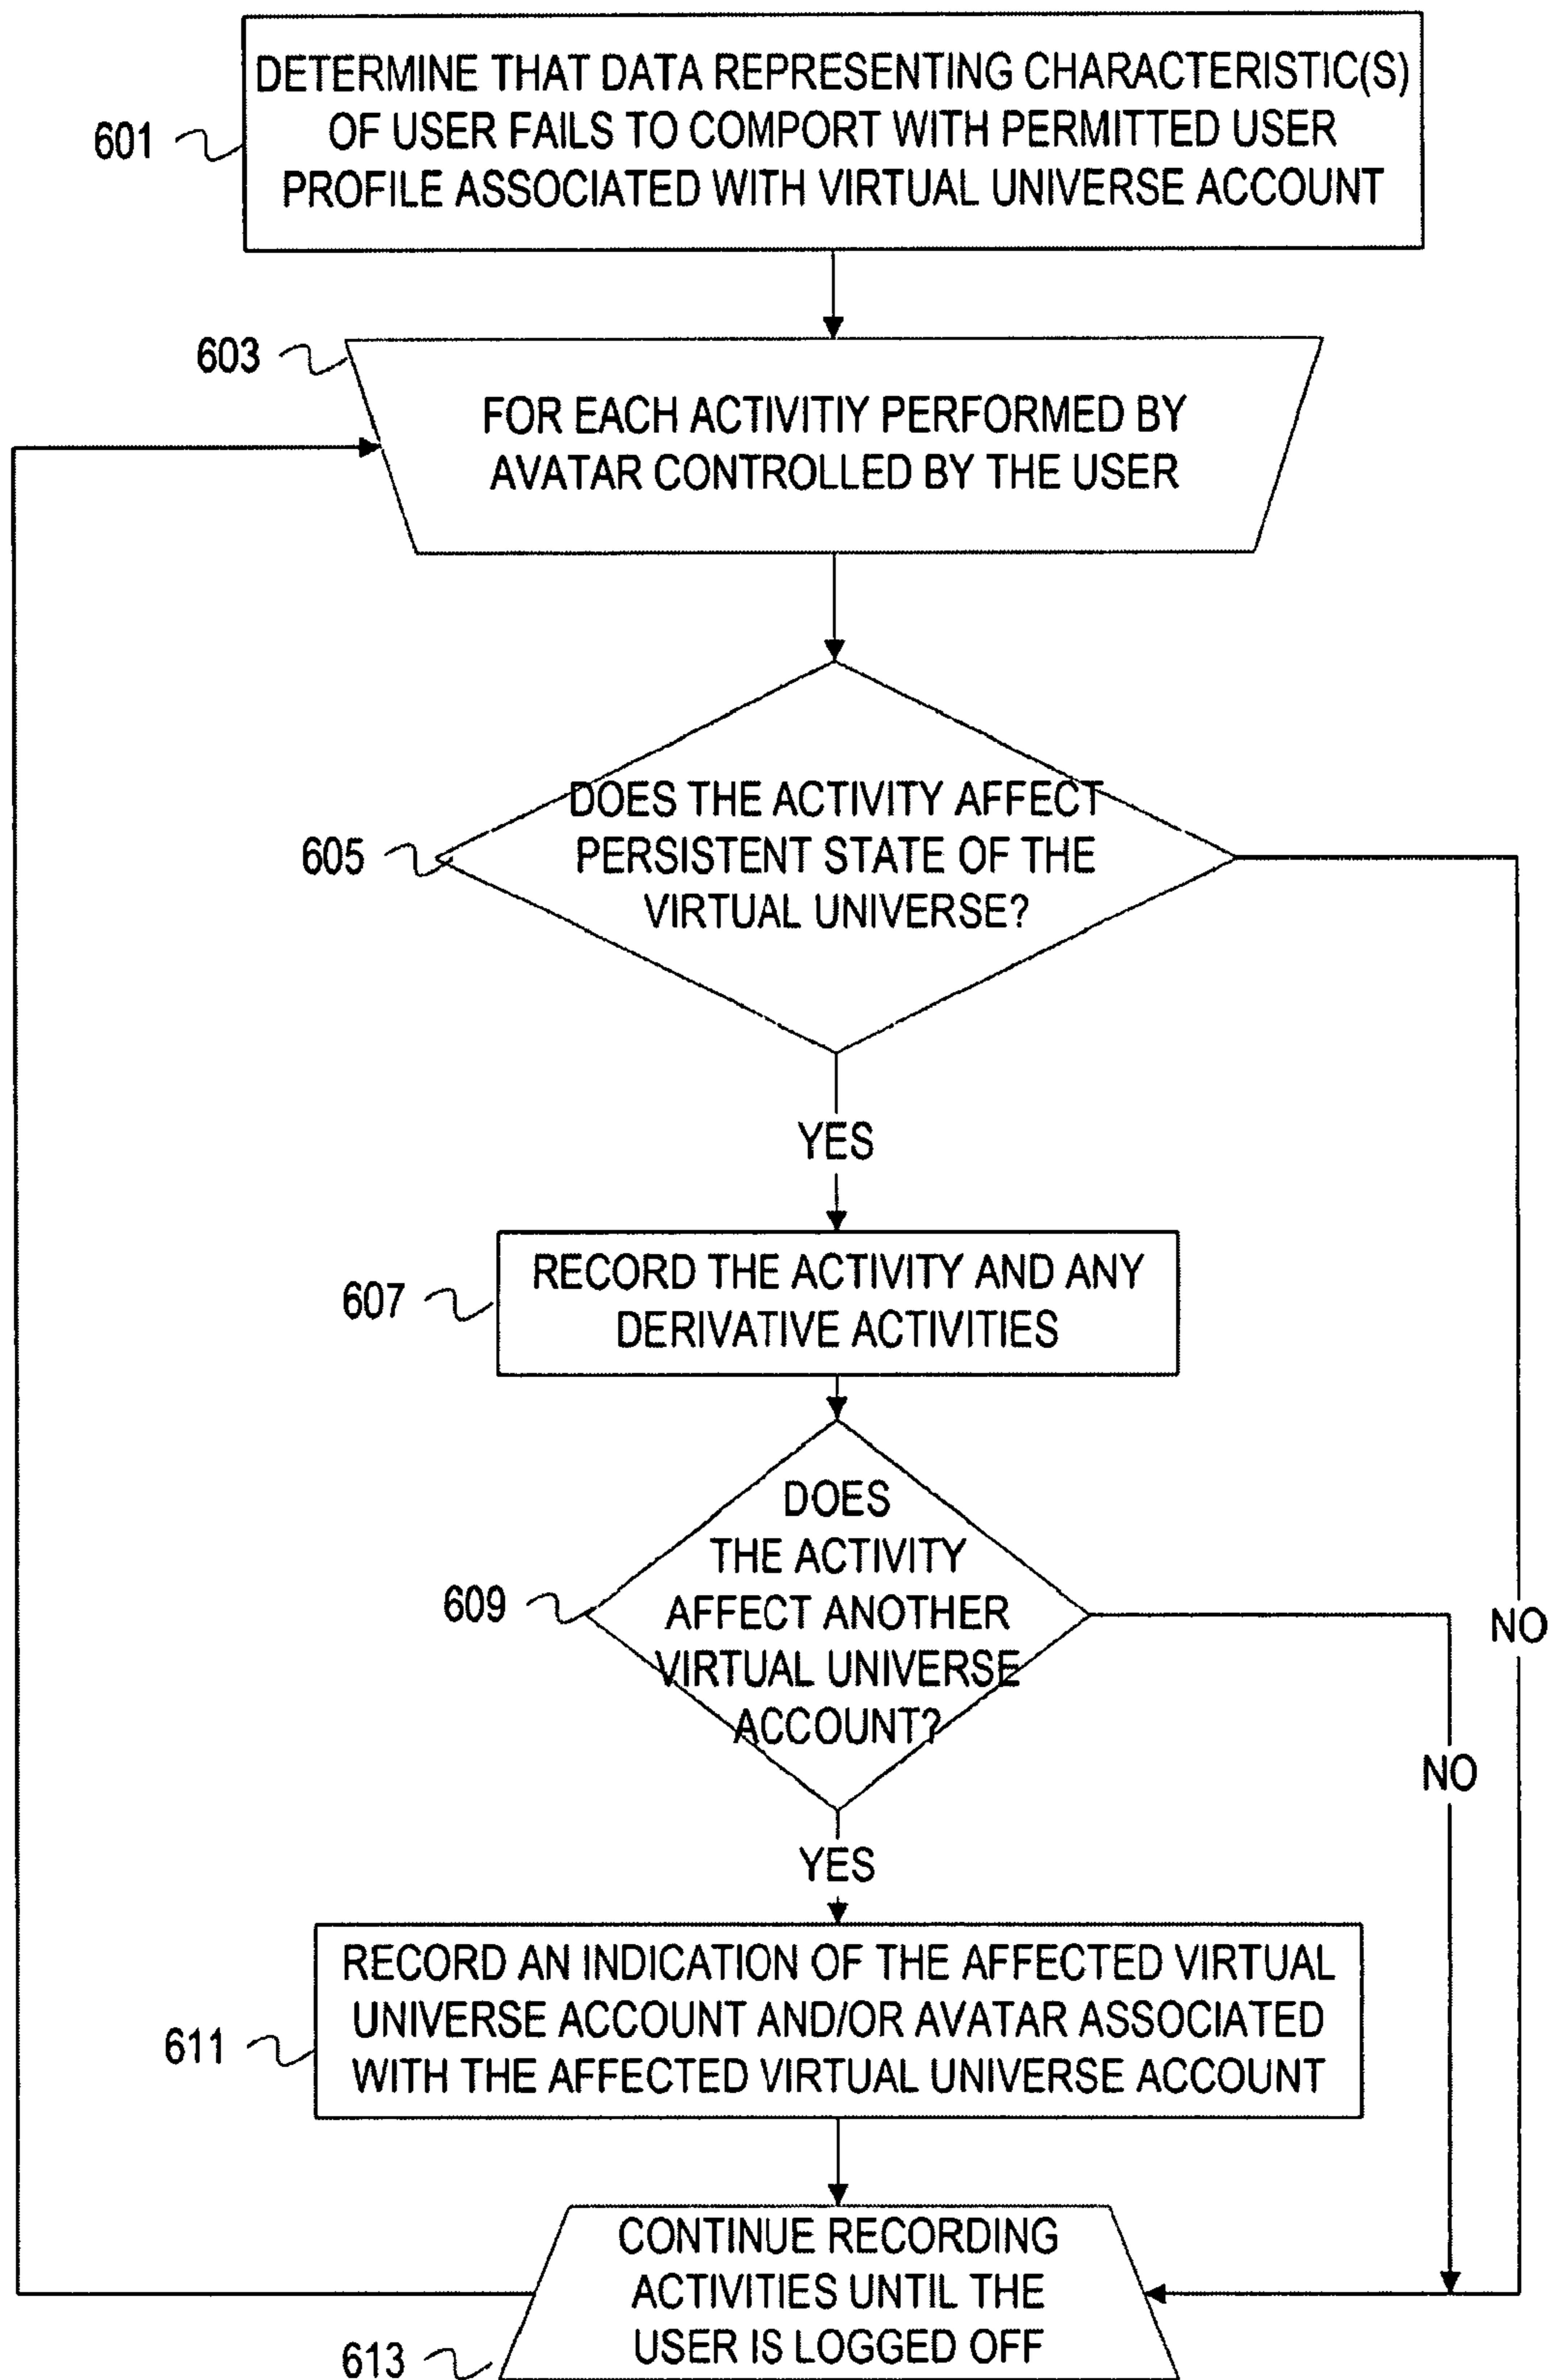 DETERMINE THAT DATA REPRESENTING CHARACTERISTIC(S)
OF USER FAILS TO COMPORT WITH PERMITTED USER
PROFILE ASSOCIATED WITH VIRTUAL UNIVERSE ACCOUNT
601
603
FOR EACH ACTIVITIY PERFORMED BY
AVATAR CONTROLLED BY THE USER
DOES THE ACTIVITY AFFECT
PERSISTENT STATE OF THE
VIRTUAL UNIVERSE?
605
YES
RECORD THE ACTIVITY AND ANY
DERIVATIVE ACTIVITIES
607
DOES
THE ACTIVITY
AFFECT ANOTHER
VIRTUAL UNIVERSE
ACCOUNT?
609
NO
NO
YES
RECORD AN INDICATION OF THE AFFECTED VIRTUAL
UNIVERSE ACCOUNT AND/OR AVATAR ASSOCIATED
WITH THE AFFECTED VIRTUAL UNIVERSE ACCOUNT
611
CONTINUE RECORDING
ACTIVITIES UNTIL THE
USER IS LOGGED OFF
613